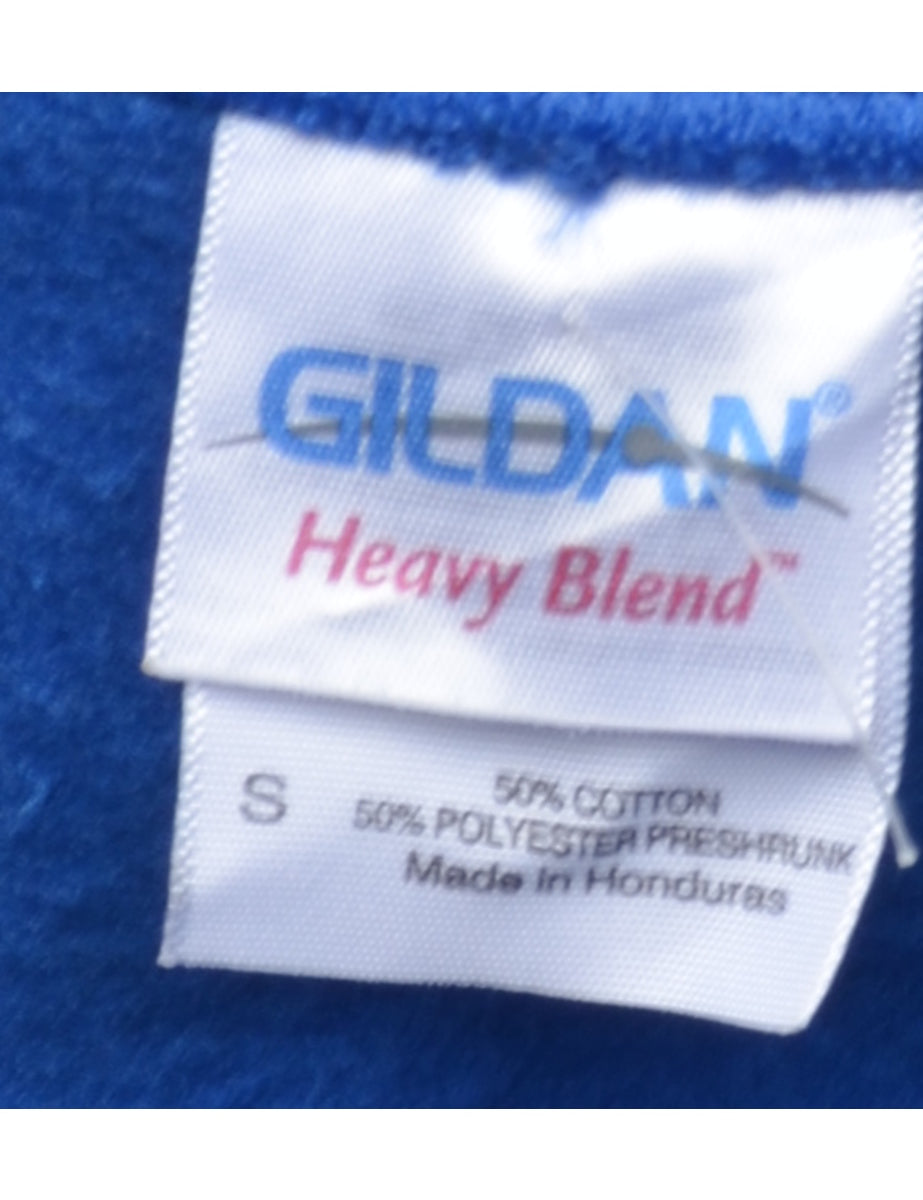 GILDAN®
Heavy Blend™
S
50% COTTON
50% POLYESTER PRESHRUNK
Made in Honduras